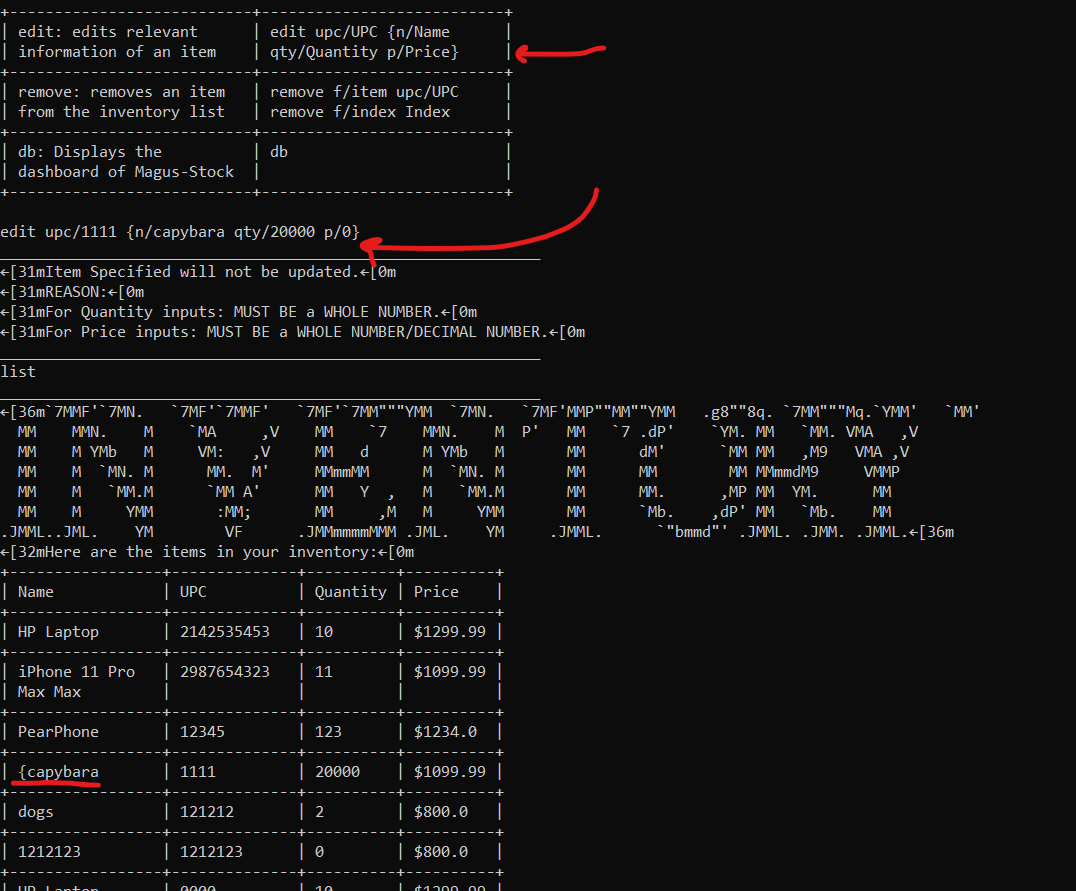 +---------------------------+---------------------------+
| edit: edits relevant      | edit upc/UPC {n/Name      |
| information of an item    | qty/Quantity p/Price}     |
+---------------------------+---------------------------+
| remove: removes an item   | remove f/item upc/UPC     |
| from the inventory list   | remove f/index Index      |
+---------------------------+---------------------------+
| db: Displays the          | db                        |
| dashboard of Magus-Stock  |                           |
+---------------------------+---------------------------+
edit upc/1111 {n/capybara qty/20000 p/0}
____________________________________________________________
←[31mItem Specified will not be updated.←[0m
←[31mREASON:←[0m
←[31mFor Quantity inputs: MUST BE a WHOLE NUMBER.←[0m
←[31mFor Price inputs: MUST BE a WHOLE NUMBER/DECIMAL NUMBER.←[0m
____________________________________________________________
list
____________________________________________________________
←[36m`7MMF'`7MN.   `7MF'`7MMF'   `7MF'`7MM"""YMM  `7MN.   `7MF'MMP""MM""YMM   .g8""8q. `7MM"""Mq.`YMM'   `MM'
  MM    MMN.    M    `MA     ,V    MM    `7    MMN.    M  P'   MM   `7 .dP'    `YM. MM   `MM. VMA   ,V
  MM    M YMb   M     VM:   ,V     MM   d      M YMb   M       MM      dM'      `MM MM   ,M9   VMA ,V
  MM    M  `MN. M      MM.  M'     MMmmMM      M  `MN. M       MM      MM        MM MMmmdM9     VMMP
  MM    M   `MM.M      `MM A'      MM   Y  ,   M   `MM.M       MM      MM.      ,MP MM  YM.      MM
  MM    M     YMM       :MM;       MM     ,M   M     YMM       MM      `Mb.    ,dP' MM   `Mb.    MM
.JMML..JML.    YM        VF      .JMMmmmmMMM .JML.    YM     .JMML.      `"bmmd"' .JMML. .JMM. .JMML.←[36m
←[32mHere are the items in your inventory:←[0m
+-----------------+--------------+----------+----------+
| Name            | UPC          | Quantity | Price    |
+-----------------+--------------+----------+----------+
| HP Laptop       | 2142535453   | 10       | $1299.99 |
+-----------------+--------------+----------+----------+
| iPhone 11 Pro   | 2987654323   | 11       | $1099.99 |
| Max Max         |              |          |          |
+-----------------+--------------+----------+----------+
| PearPhone       | 12345        | 123      | $1234.0  |
+-----------------+--------------+----------+----------+
| {capybara       | 1111         | 20000    | $1099.99 |
+-----------------+--------------+----------+----------+
| dogs            | 121212       | 2        | $800.0   |
+-----------------+--------------+----------+----------+
| 1212123         | 1212123      | 0        | $800.0   |
+-----------------+--------------+----------+----------+
| HP Laptop       | 0000         | 10       | $1299.99 |